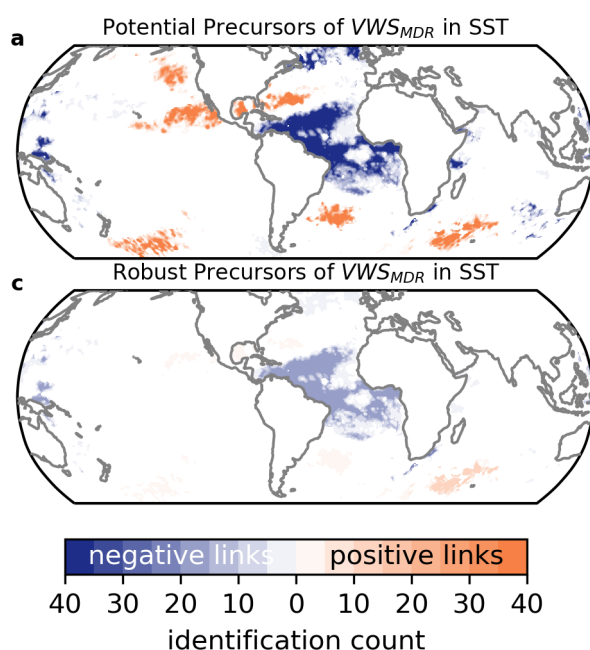 Potential Precursors of VWS_MDR in SST
a
Robust Precursors of VWS_MDR in SST
c
negative links positive links
40 30 20 10 0 10 20 30 40
identification count